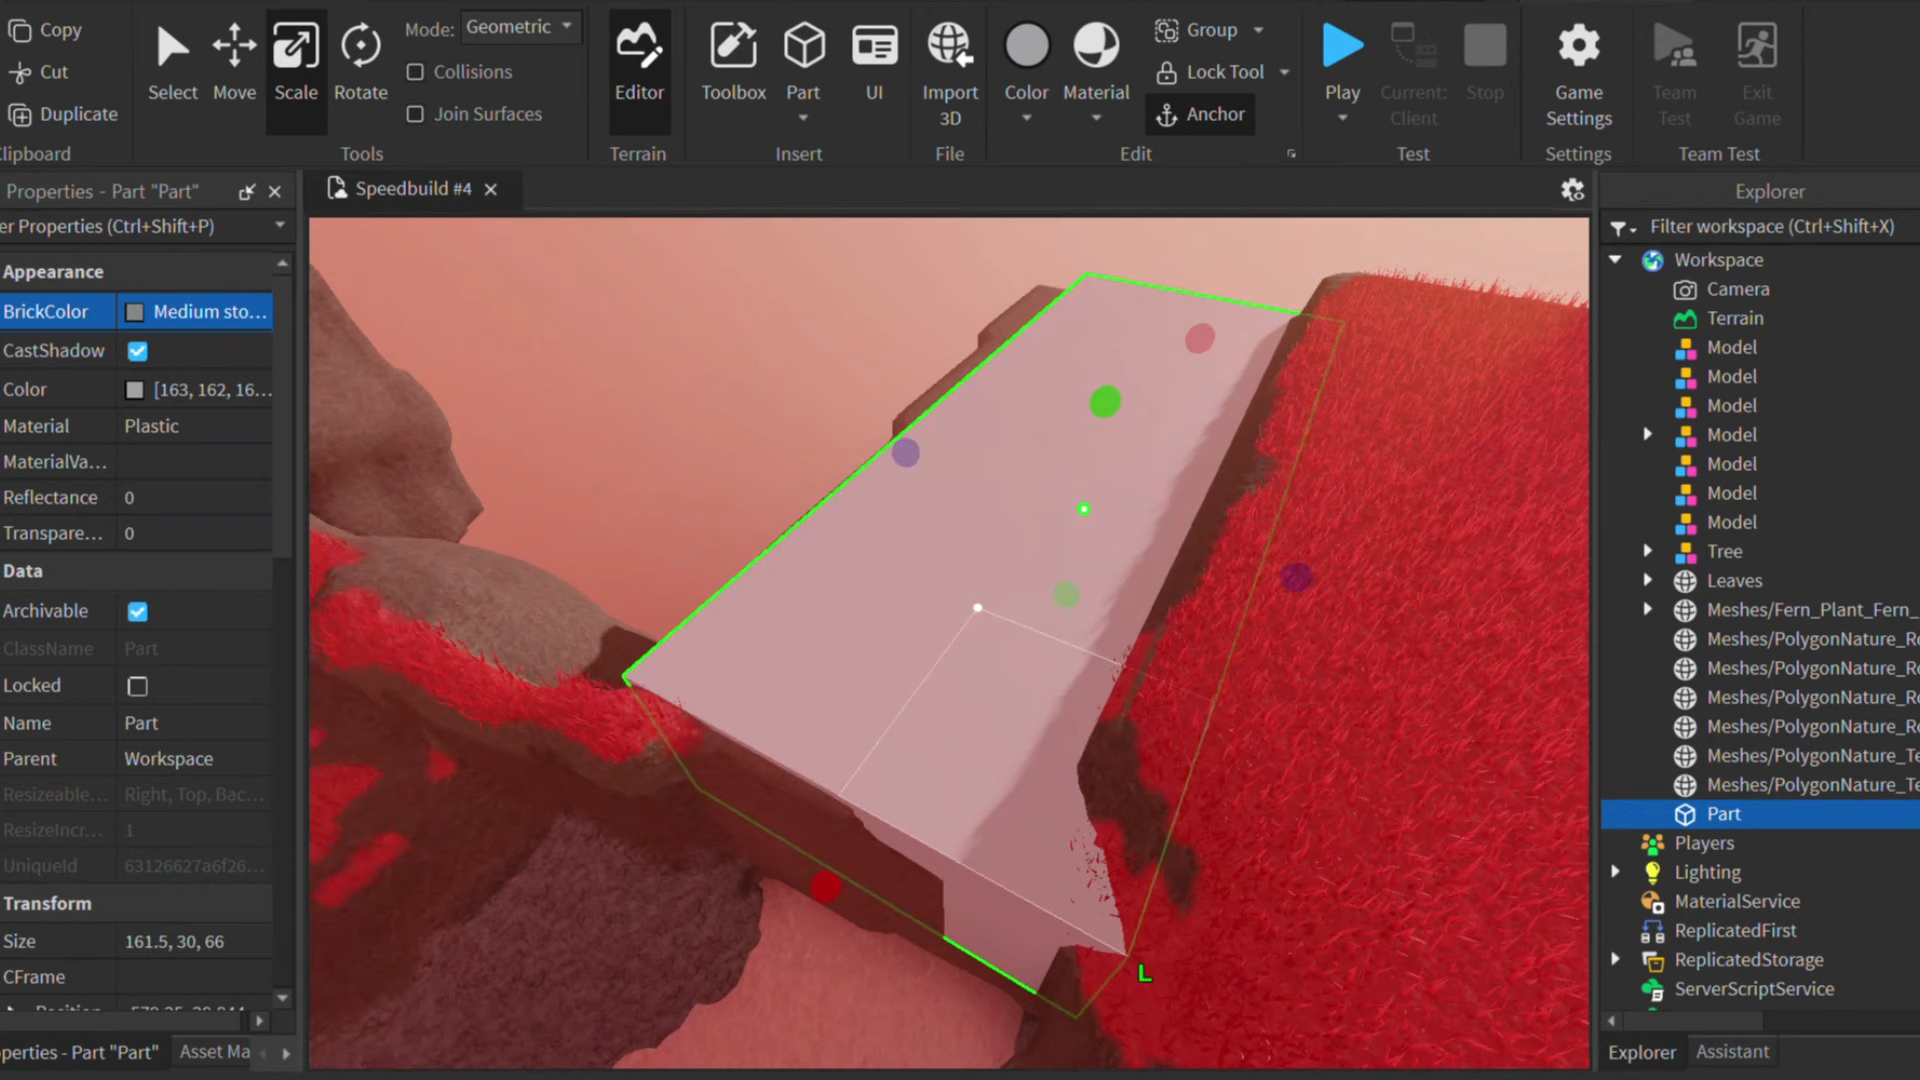 Copy
Cut
Duplicate
Clipboard
Select
Move
Scale
Rotate
Mode: Geometric
Collisions
Join Surfaces
Tools
Editor
Terrain
Toolbox
Part
UI
Insert
Import
3D
File
Color
Material
Group
Lock Tool
Anchor
Edit
Play
Current:
Client
Stop
Test
Game
Settings
Settings
Team
Test
Exit
Game
Team Test
Properties - Part "Part"
Speedbuild #4
Explorer
er Properties (Ctrl+Shift+P)
Filter workspace (Ctrl+Shift+X)
Appearance
BrickColor Medium sto...
CastShadow
Color [163, 162, 16...
Material Plastic
MaterialVa...
Reflectance 0
Transpare... 0
Data
Archivable
ClassName Part
Locked
Name Part
Parent Workspace
Resizeable... Right, Top, Bac...
ResizeIncr... 1
UniqueId 63126627a6f26...
Transform
Size 161.5, 30, 66
CFrame
L
Workspace
Camera
Terrain
Model
Model
Model
Model
Model
Model
Model
Tree
Leaves
Meshes/Fern_Plant_Fern_
Meshes/PolygonNature_Ro
Meshes/PolygonNature_Ro
Meshes/PolygonNature_Ro
Meshes/PolygonNature_Ro
Meshes/PolygonNature_Te
Meshes/PolygonNature_Te
Part
Players
Lighting
MaterialService
ReplicatedFirst
ReplicatedStorage
ServerScriptService
operties - Part "Part"
Asset Ma
Explorer
Assistant